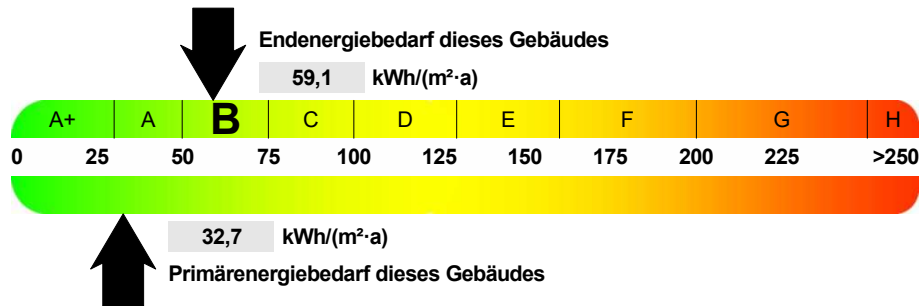 Endenergiebedarf dieses Gebäudes
59,1 kWh/(m²·a)
A+ A B C D E F G H
0 25 50 75 100 125 150 175 200 225 >250
32,7 kWh/(m²·a)
Primärenergiebedarf dieses Gebäudes